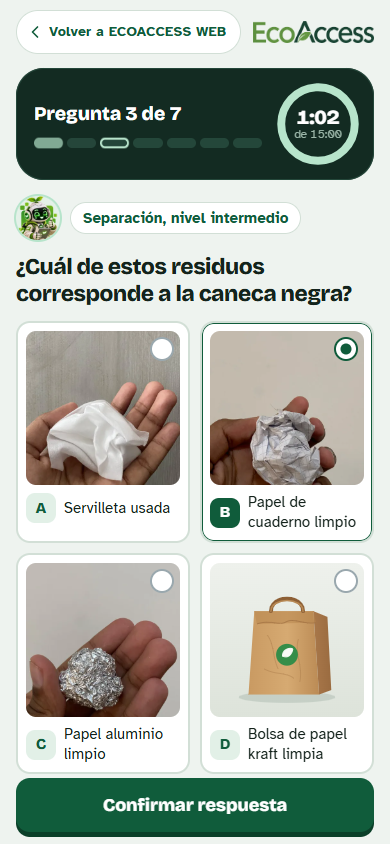 Volver a ECOACCESS WEB
EcoAccess
Pregunta 3 de 7
1:02
de 15:00
Separación, nivel intermedio
¿Cuál de estos residuos
corresponde a la caneca negra?
A
Servilleta usada
B
Papel de
cuaderno limpio
C
Papel aluminio
limpio
D
Bolsa de papel
kraft limpia
Confirmar respuesta